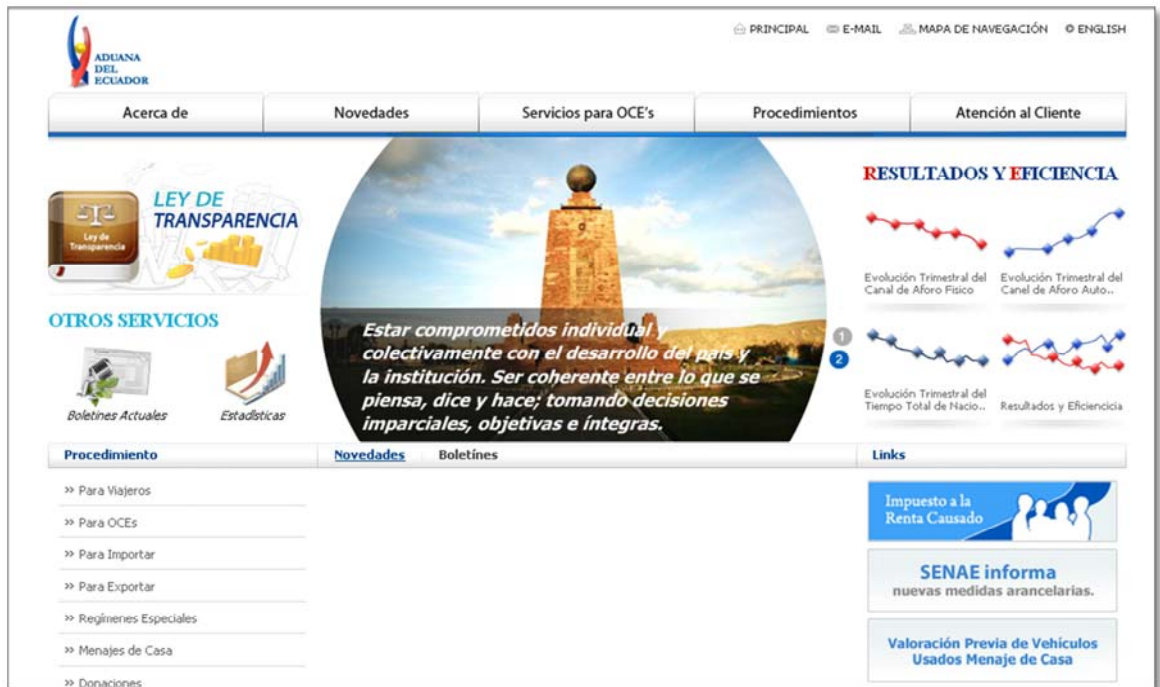 PRINCIPAL E-MAIL MAPA DE NAVEGACIÓN ENGLISH
ADUANA
DEL
ECUADOR
Acerca de Novedades Servicios para OCE's Procedimientos Atención al Cliente
LEY DE
TRANSPARENCIA
Ley de
Transparencia
OTROS SERVICIOS
Boletines Actuales Estadísticas
Estar comprometidos individual y
colectivamente con el desarrollo del país y
la institución. Ser coherente entre lo que se
piensa, dice y hace; tomando decisiones
imparciales, objetivas e íntegras.
1
2
RESULTADOS Y EFICIENCIA
Evolución Trimestral del
Canal de Aforo Fisico
Evolución Trimestral del
Canel de Aforo Auto..
Evolución Trimestral del
Tiempo Total de Nacio..
Resultados y Eficiencicia
Procedimiento
>> Para Viajeros
>> Para OCEs
>> Para Importar
>> Para Exportar
>> Regímenes Especiales
>> Menajes de Casa
>> Donaciones
Novedades Boletínes
Links
Impuesto a la
Renta Causado
SENAE informa
nuevas medidas arancelarias.
Valoración Previa de Vehículos
Usados Menaje de Casa